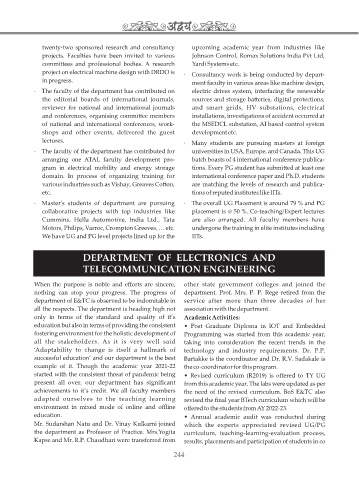 अद्वय
twenty-two sponsored research and consultancy
projects. Faculties have been invited to various
committees and professional bodies. A research
project on electrical machine design with DRDO is
in progress.
· The faculty of the department has contributed on
the editorial boards of international journals,
reviewer for national and international journals
and conferences, organising committee members
of national and international conferences, work-
shops and other events, delivered the guest
lectures.
· The faculty of the department has contributed for
arranging one ATAL faculty development pro-
gram in electrical mobility and energy storage
domain. In process of organizing training for
various industries such as Vishay, Greaves Cotton,
etc.
· Master's students of department are pursuing
collaborative projects with top industries like
Cummins, Hella Automotive, India Ltd., Tata
Motors, Philips, Varroc, Crompton Greeves, … etc.
We have UG and PG level projects lined up for the
upcoming academic year from industries like
Johnson Control, Romax Solutions India Pvt Ltd,
Yardi Systems etc.
· Consultancy work is being conducted by depart-
ment faculty in various areas like machine design,
electric drives system, interfacing the renewable
sources and storage batteries, digital protections,
and smart grids, HV substations, electrical
installations, investigations of accident occurred at
the MSEDCL substation, AI based control system
development etc.
· Many students are pursuing masters at foreign
universities in USA, Europe, and Canada. This UG
batch boasts of 4 international conference publica-
tions. Every PG student has submitted at least one
international conference paper and Ph.D. students
are matching the levels of research and publica-
tions of reputed institutes like IITs.
· The overall UG Placement is around 79 % and PG
placement is @ 50 %. Co-teaching/Expert lectures
are also arranged. All faculty members have
undergone the training in elite institutes including
IITs.
DEPARTMENT OF ELECTRONICS AND
TELECOMMUNICATION ENGINEERING
When the purpose is noble and efforts are sincere,
nothing can stop your progress. The progress of
department of E&TC is observed to be indomitable in
all the aspects. The department is heading high not
only in terms of the standard and quality of it's
education but also in terms of providing the consistent
fostering environment for the holistic development of
all the stakeholders. As it is very well said
'Adaptability to change is itself a hallmark of
successful education' and our department is the best
example of it. Though the academic year 2021-22
started with the consistent threat of pandemic being
present all over, our department has significant
achievements to it's credit. We all faculty members
adapted ourselves to the teaching learning
environment in mixed mode of online and offline
education.
Mr. Sudarshan Natu and Dr. Vinay Kulkarni joined
the department as Professor of Practice. Mrs.Yogita
Kapse and Mr. R.P. Chaudhari were transferred from
other state government colleges and joined the
department. Prof. Mrs. P. P. Rege retired from the
service after more than three decades of her
association with the department.
Academic Activities:
• Post Graduate Diploma in IOT and Embedded
Programming was started from this academic year,
taking into consideration the recent trends in the
technology and industry requirements. Dr. P.P.
Bartakke is the coordinator and Dr. R.V. Sadakale is
the co-coordinator for this program.
• Revised curriculum (R2019) is offered to TY UG
from this academic year. The labs were updated as per
the need of the revised curriculum. BoS E&TC also
revised the final year BTech curriculum which will be
offered to the students from AY 2022-23.
• Annual academic audit was conducted during
which the experts appreciated revised UG/PG
curriculum, teaching-learning-evaluation process,
results, placements and participation of students in co
244